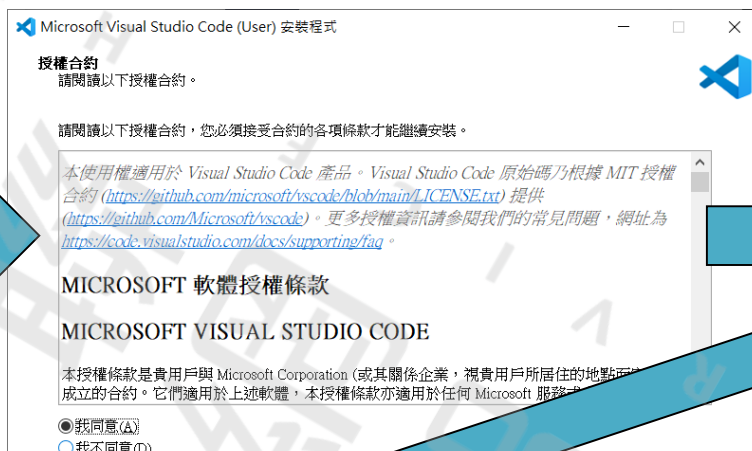 Microsoft Visual Studio Code (User) 安裝程式
授權合約
請閱讀以下授權合約。
請閱讀以下授權合約，您必須接受合約的各項條款才能繼續安裝。
本使用權適用於 Visual Studio Code 產品。Visual Studio Code 原始碼乃根據 MIT 授權
合約 (https://github.com/microsoft/vscode/blob/main/LICENSE.txt) 提供
(https://github.com/Microsoft/vscode)。更多授權資訊請參閱我們的常見問題，網址為
https://code.visualstudio.com/docs/supporting/faq。
MICROSOFT 軟體授權條款
MICROSOFT VISUAL STUDIO CODE
本授權條款是貴用戶與 Microsoft Corporation (或其關係企業，視貴用戶所居住的地點而
成立的合約。它們適用於上述軟體，本授權條款亦適用於任何 Microsoft 服務
我同意(A)
我不同意(D)